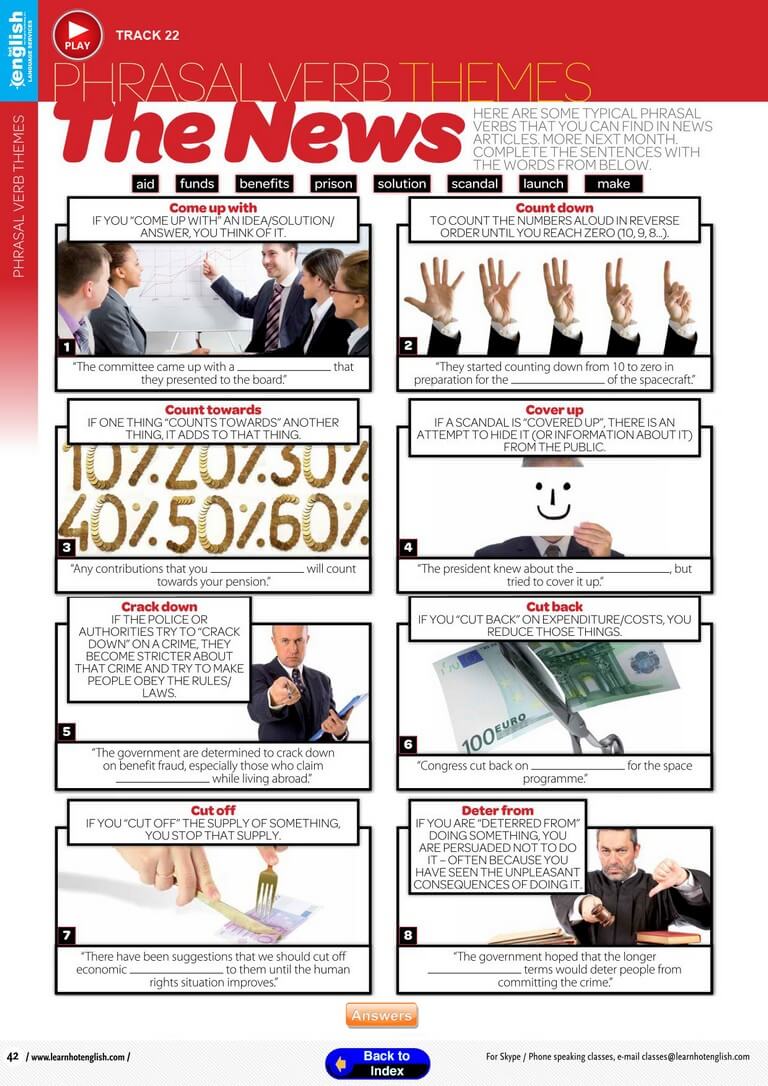 hot
english
LANGUAGE SERVICES
PLAY
TRACK 22
PHRASAL VERB THEMES
PHRASAL VERB THEMES
The News
HERE ARE SOME TYPICAL PHRASAL
VERBS THAT YOU CAN FIND IN NEWS
ARTICLES. MORE NEXT MONTH.
COMPLETE THE SENTENCES WITH
THE WORDS FROM BELOW.
aid funds benefits prison solution scandal launch make
Come up with
IF YOU “COME UP WITH” AN IDEA/SOLUTION/
ANSWER, YOU THINK OF IT.
1
“The committee came up with a _______________ that
they presented to the board.”
Count down
TO COUNT THE NUMBERS ALOUD IN REVERSE
ORDER UNTIL YOU REACH ZERO (10, 9, 8...).
2
“They started counting down from 10 to zero in
preparation for the _______________ of the spacecraft.”
Count towards
IF ONE THING “COUNTS TOWARDS” ANOTHER
THING, IT ADDS TO THAT THING.
10% 20% 30%
40% 50% 60%
3
“Any contributions that you _______________ will count
towards your pension.”
Cover up
IF A SCANDAL IS “COVERED UP”, THERE IS AN
ATTEMPT TO HIDE IT (OR INFORMATION ABOUT IT)
FROM THE PUBLIC.
4
“The president knew about the _______________, but
tried to cover it up.”
Crack down
IF THE POLICE OR
AUTHORITIES TRY TO “CRACK
DOWN” ON A CRIME, THEY
BECOME STRICTER ABOUT
THAT CRIME AND TRY TO MAKE
PEOPLE OBEY THE RULES/
LAWS.
5
“The government are determined to crack down
on benefit fraud, especially those who claim
_______________ while living abroad.”
Cut back
IF YOU “CUT BACK” ON EXPENDITURE/COSTS, YOU
REDUCE THOSE THINGS.
100 EURO
6
“Congress cut back on _______________ for the space
programme.”
Cut off
IF YOU “CUT OFF” THE SUPPLY OF SOMETHING,
YOU STOP THAT SUPPLY.
7
“There have been suggestions that we should cut off
economic _______________ to them until the human
rights situation improves.”
Deter from
IF YOU ARE “DETERRED FROM”
DOING SOMETHING, YOU
ARE PERSUADED NOT TO DO
IT – OFTEN BECAUSE YOU
HAVE SEEN THE UNPLEASANT
CONSEQUENCES OF DOING IT.
8
“The government hoped that the longer
_______________ terms would deter people from
committing the crime.”
Answers
42 / www.learnhotenglish.com /
Back to
Index
For Skype / Phone speaking classes, e-mail classes@learnhotenglish.com